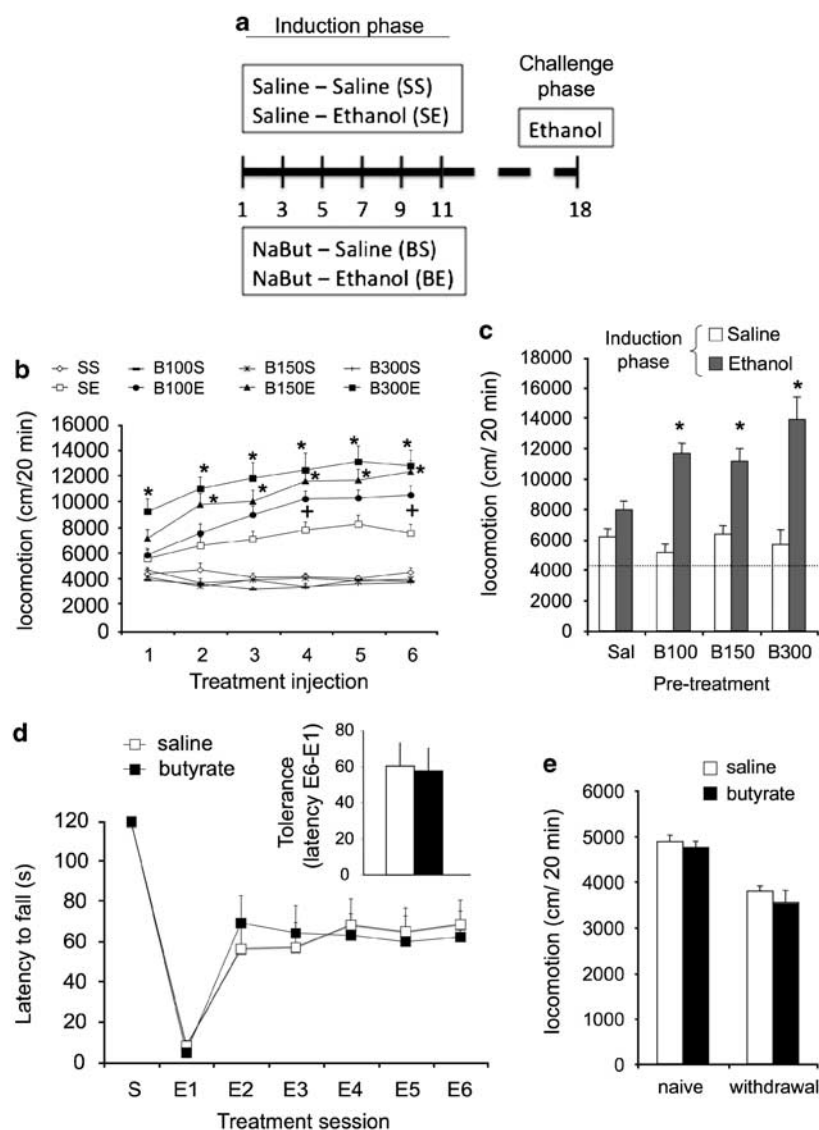 a
Induction phase
Saline – Saline (SS)
Saline – Ethanol (SE)
Challenge
phase
Ethanol
1 3 5 7 9 11 18
NaBut – Saline (BS)
NaBut – Ethanol (BE)
b
SS B100S B150S B300S
SE B100E B150E B300E
locomotion (cm/20 min)
16000
14000
12000
10000
8000
6000
4000
2000
0
* * * * * *
* * * * *
+ +
1 2 3 4 5 6
Treatment injection
c
Induction
phase
Saline
Ethanol
locomotion (cm/ 20 min)
18000
16000
14000
12000
10000
8000
6000
4000
2000
0
* * *
Sal B100 B150 B300
Pre-treatment
d
saline
butyrate
Latency to fall (s)
120
100
80
60
40
20
0
S E1 E2 E3 E4 E5 E6
Treatment session
Tolerance
(latency E6-E1)
80
60
40
20
0
e
saline
butyrate
locomotion (cm/ 20 min)
6000
5000
4000
3000
2000
1000
0
naive withdrawal